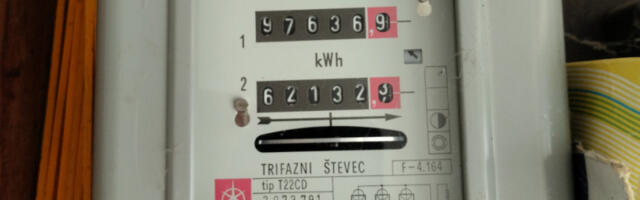 97636,9
1
kWh
2
62132,9
TRIFAZNI ŠTEVEC
F-4.164
tip T22CD